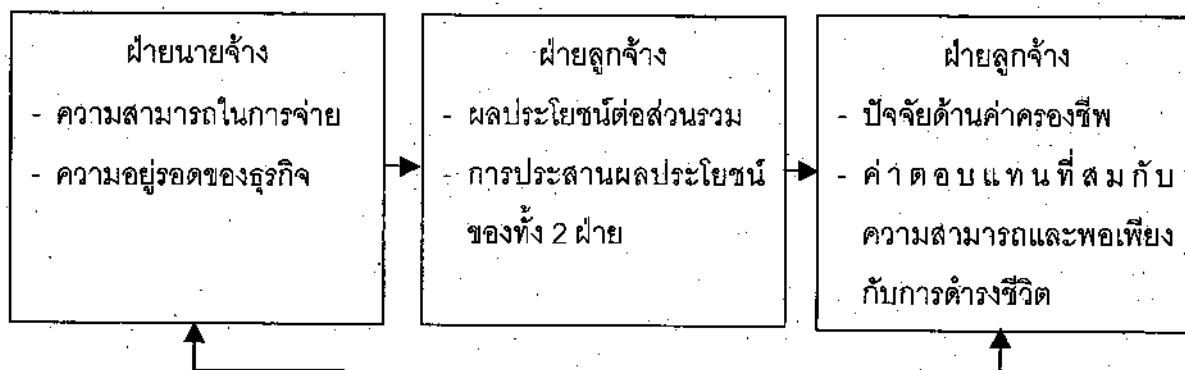 ฝ่ายนายจ้าง
- ความสามารถในการจ่าย
- ความอยู่รอดของธุรกิจ
ฝ่ายลูกจ้าง
- ผลประโยชน์ต่อส่วนรวม
- การประสานผลประโยชน์
ของทั้ง 2 ฝ่าย
ฝ่ายลูกจ้าง
- ปัจจัยด้านค่าครองชีพ
- ค่าตอบแทนที่สมกับ
ความสามารถและพอเพียง
กับการดำรงชีวิต